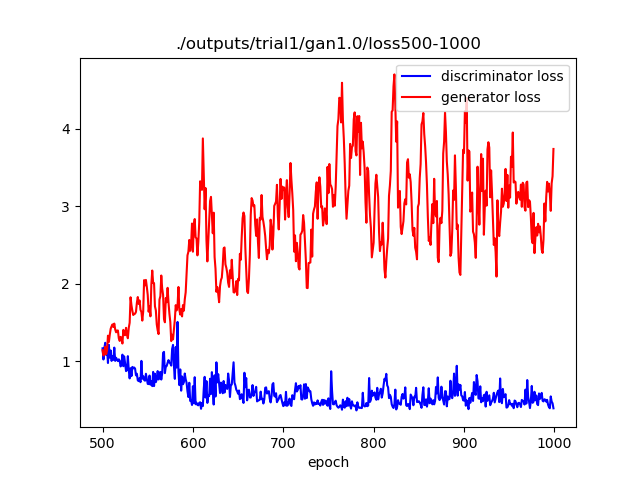 ./outputs/trial1/gan1.0/loss500-1000
discriminator loss
generator loss
4
3
2
1
500 600 700 800 900 1000
epoch